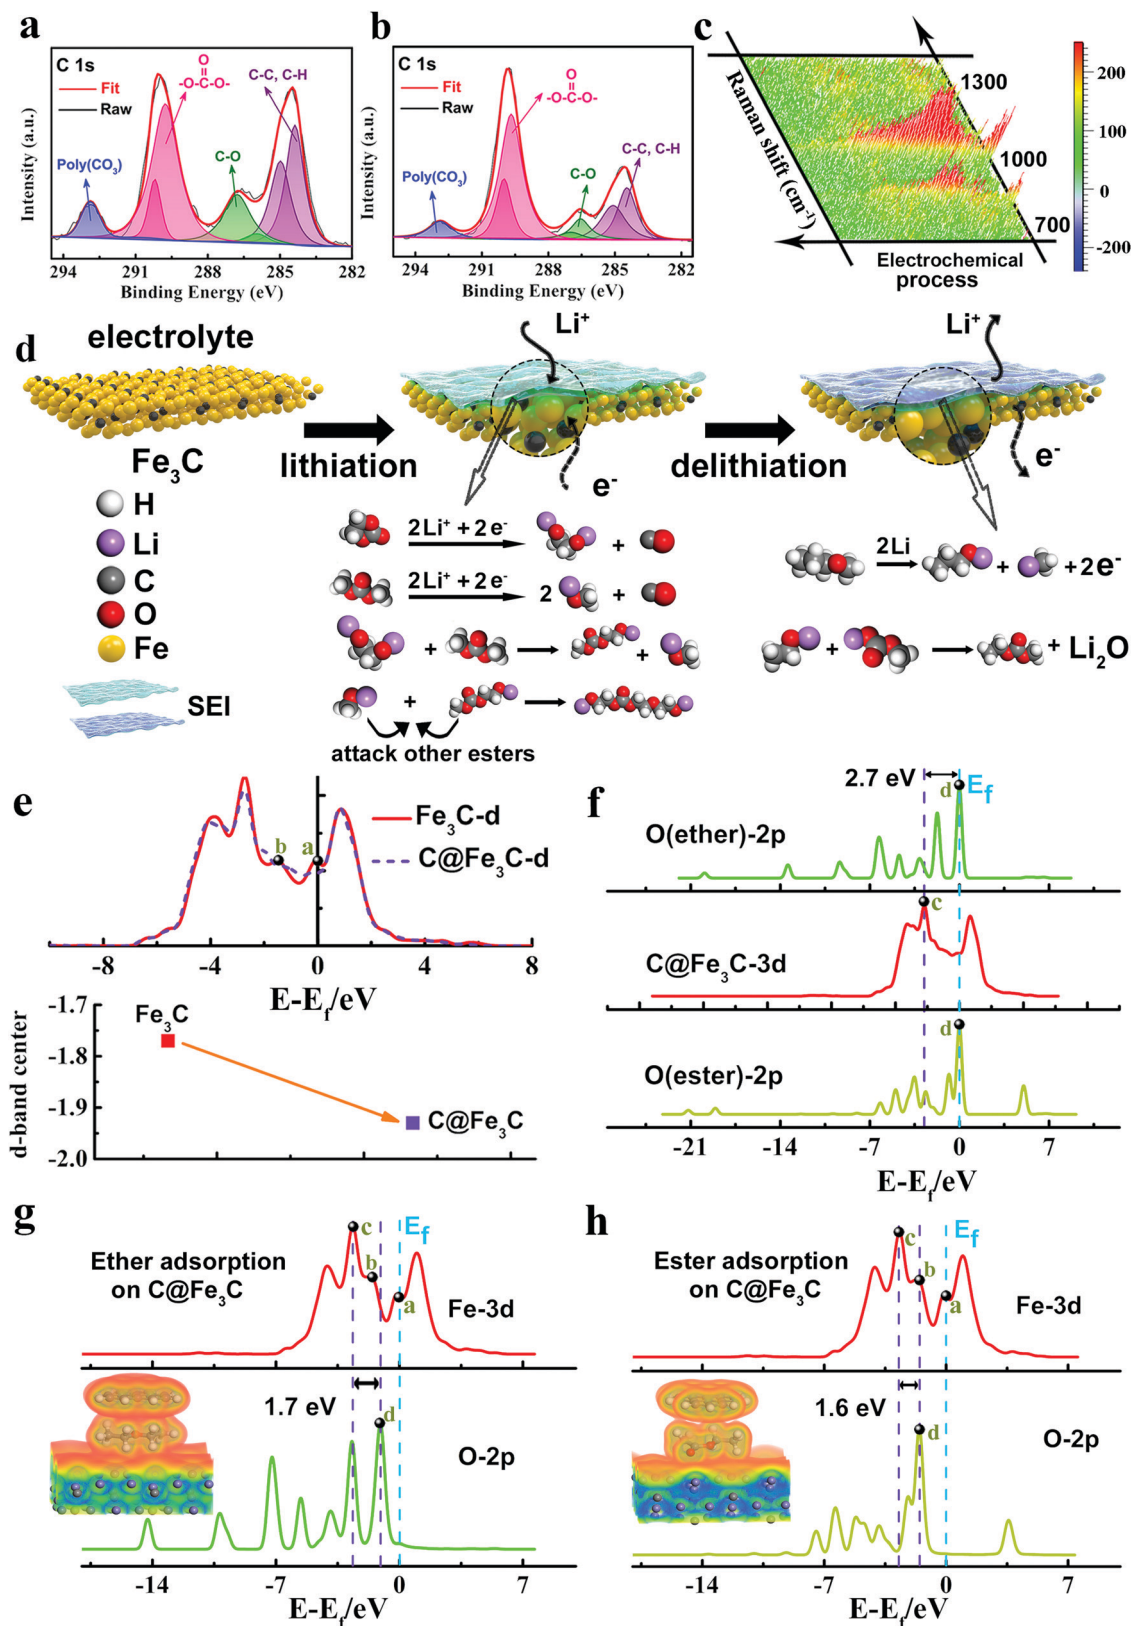 a
C 1s
Fit
Raw
O
-O-C-O-
C-C, C-H
Poly(CO₃)
C-O
Intensity (a.u.)
294 291 288 285 282
Binding Energy (eV)
b
C 1s
Fit
Raw
O
-O-C-O-
C-C, C-H
Poly(CO₃)
C-O
Intensity (a.u.)
294 291 288 285 282
Binding Energy (eV)
c
Raman shift (cm⁻¹)
1300
1000
700
Electrochemical
process
200
100
0
-100
-200
d
electrolyte
Fe₃C
H
Li
C
O
Fe
SEI
lithiation
Li⁺
e⁻
delithiation
Li⁺
e⁻
2Li⁺ + 2e⁻
+
2Li⁺ + 2e⁻
2 +
+ +
+
attack other esters
2Li
+ +2e⁻
+ + Li₂O
e
Fe₃C-d
C@Fe₃C-d
b
a
-8 -4 0 4 8
E-Ef/eV
d-band center
-1.7
-1.8
-1.9
-2.0
Fe₃C
C@Fe₃C
f
2.7 eV
d
Ef
O(ether)-2p
c
C@Fe₃C-3d
d
O(ester)-2p
-21 -14 -7 0 7
E-Ef/eV
g
Ether adsorption
on C@Fe₃C
c
b
a
Ef
Fe-3d
1.7 eV
d
O-2p
-14 -7 0 7
E-Ef/eV
h
Ester adsorption
on C@Fe₃C
c
b
a
Ef
Fe-3d
1.6 eV
d
O-2p
-14 -7 0 7
E-Ef/eV